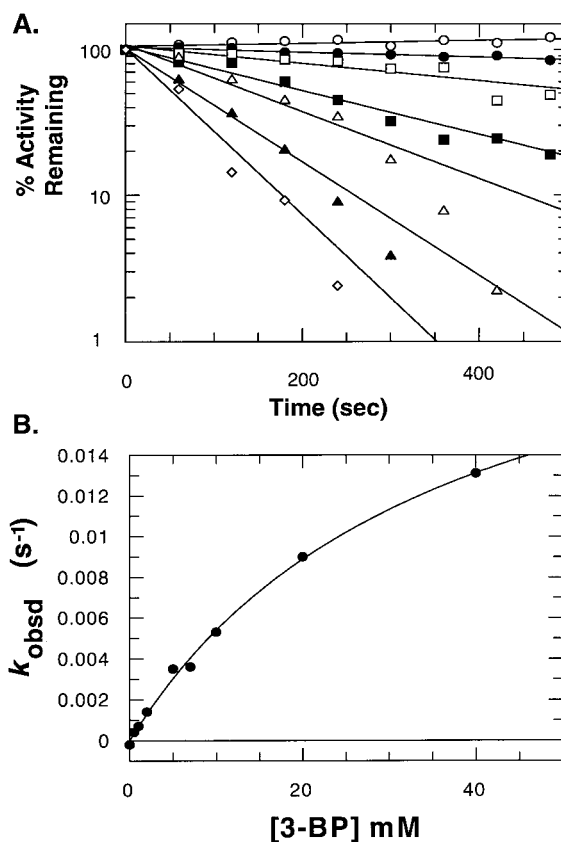 A.
100
10
1
% Activity
Remaining
0 200 400
Time (sec)
B.
0.014
0.012
0.01
0.008
0.006
0.004
0.002
0
k obsd (s-1)
0 20 40
[3-BP] mM